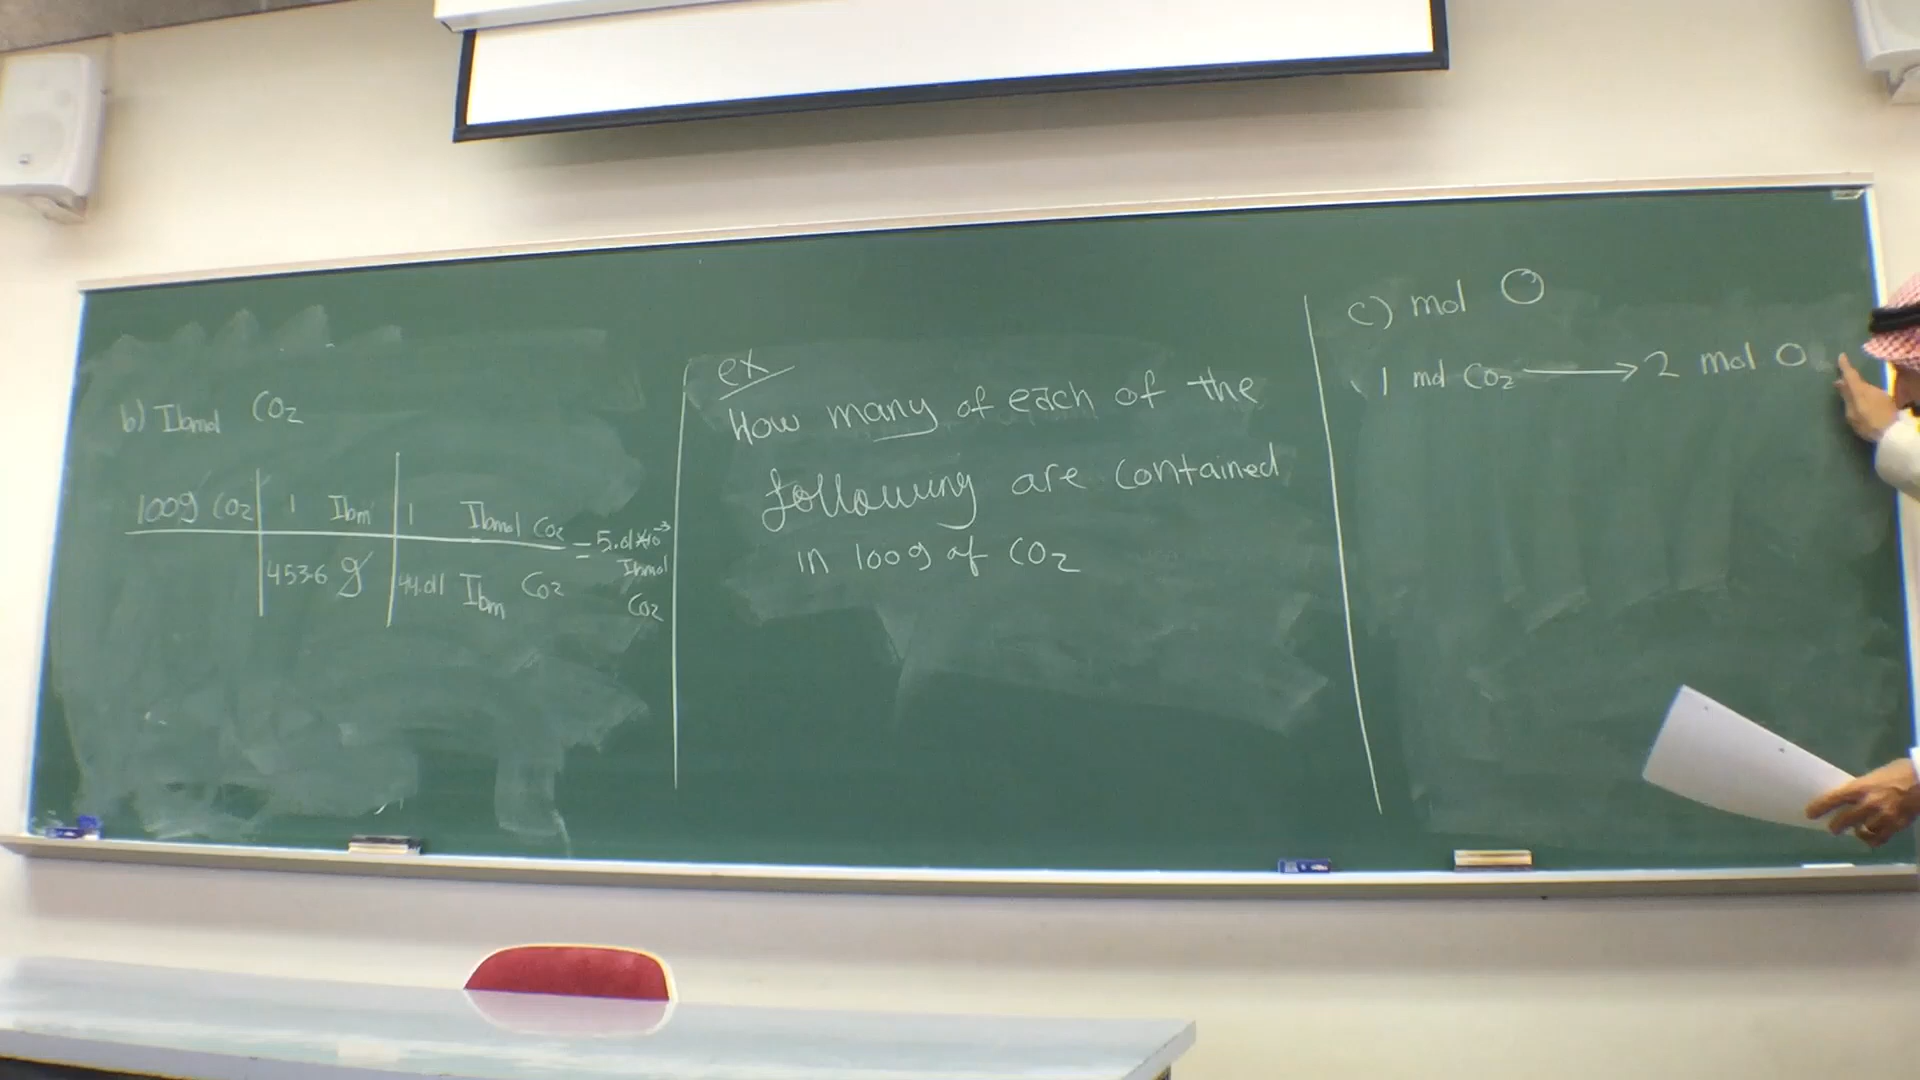 b) Ibmol CO2
100g CO2 | 1 Ibm | 1 Ibmol CO2 = 5.01*10^-3
453.6 g | 44.01 Ibm CO2 Ibmol
CO2
ex
How many of each of the
following are contained
in 100g of CO2
c) mol O
1 mol CO2 → 2 mol O